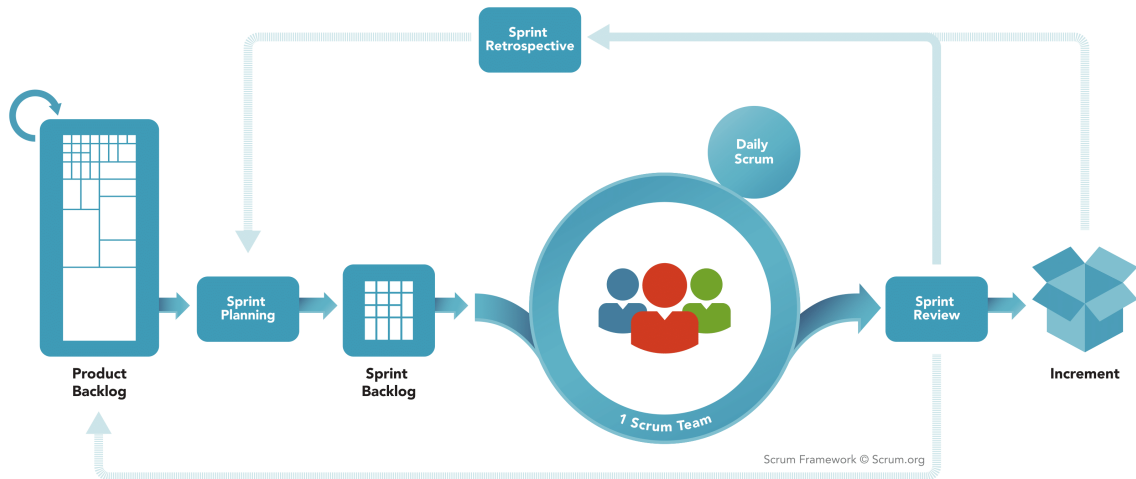 Sprint
Retrospective
Daily
Scrum
Sprint
Planning
Sprint
Review
Product
Backlog
Sprint
Backlog
1 Scrum Team
Increment
Scrum Framework © Scrum.org